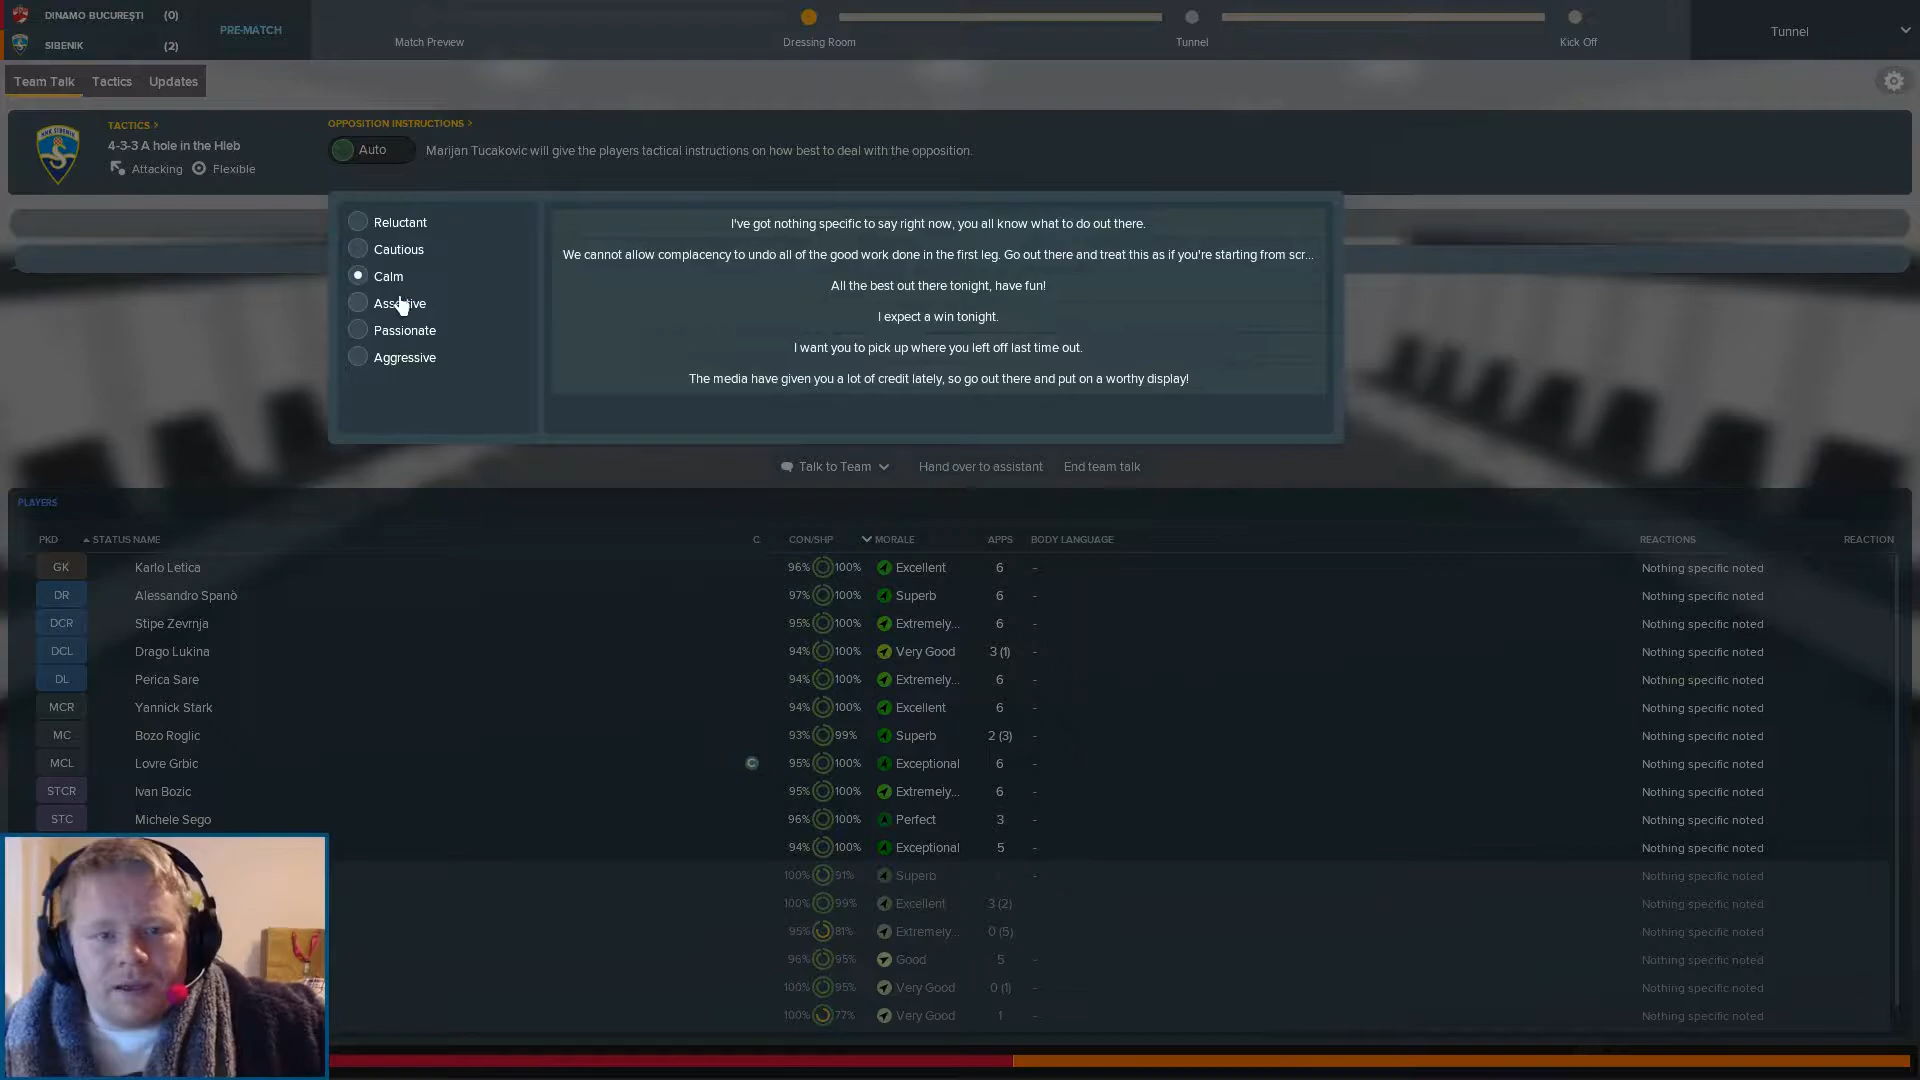 DINAMO BUCUREŞTI (0)
SIBENIK (2)
PRE-MATCH
Match Preview
Dressing Room
Tunnel
Kick Off
Tunnel
Team Talk Tactics Updates
TACTICS >
4-3-3 A hole in the Hleb
Attacking Flexible
OPPOSITION INSTRUCTIONS >
Auto Marijan Tucakovic will give the players tactical instructions on how best to deal with the opposition.
Reluctant
Cautious
Calm
Assertive
Passionate
Aggressive
I've got nothing specific to say right now, you all know what to do out there.
We cannot allow complacency to undo all of the good work done in the first leg. Go out there and treat this as if you're starting from scr...
All the best out there tonight, have fun!
I expect a win tonight.
I want you to pick up where you left off last time out.
The media have given you a lot of credit lately, so go out there and put on a worthy display!
Talk to Team Hand over to assistant End team talk
PLAYERS
PKD STATUS NAME C CON/SHP MORALE APPS BODY LANGUAGE REACTIONS REACTION
GK Karlo Letica 96% 100% Excellent 6 - Nothing specific noted
DR Alessandro Spanò 97% 100% Superb 6 - Nothing specific noted
DCR Stipe Zevrnja 95% 100% Extremely... 6 - Nothing specific noted
DCL Drago Lukina 94% 100% Very Good 3 (1) - Nothing specific noted
DL Perica Sare 94% 100% Extremely... 6 - Nothing specific noted
MCR Yannick Stark 94% 100% Excellent 6 - Nothing specific noted
MC Bozo Roglic 93% 99% Superb 2 (3) - Nothing specific noted
MCL Lovre Grbic C 95% 100% Exceptional 6 - Nothing specific noted
STCR Ivan Bozic 95% 100% Extremely... 6 - Nothing specific noted
STC Michele Sego 96% 100% Perfect 3 - Nothing specific noted
94% 100% Exceptional 5 - Nothing specific noted
100% 91% Superb - Nothing specific noted
100% 99% Excellent 3 (2) Nothing specific noted
95% 81% Extremely... 0 (5) Nothing specific noted
96% 95% Good 5 - Nothing specific noted
100% 95% Very Good 0 (1) - Nothing specific noted
100% 77% Very Good 1 - Nothing specific noted